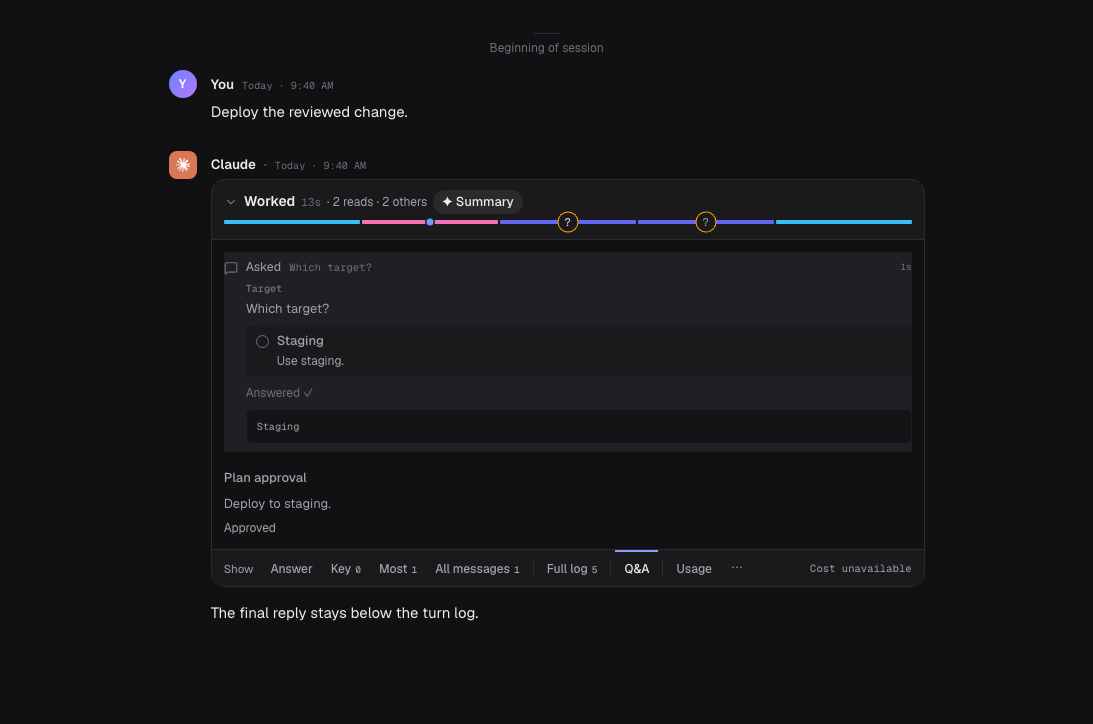 Beginning of session
Y You Today · 9:40 AM
Deploy the reviewed change.
Claude · Today · 9:40 AM
Worked 13s · 2 reads · 2 others Summary
? ?
Asked Which target? 1s
Target
Which target?
Staging
Use staging.
Answered ✓
Staging
Plan approval
Deploy to staging.
Approved
Show Answer Key 0 Most 1 All messages 1 Full log 5 Q&A Usage ··· Cost unavailable
The final reply stays below the turn log.